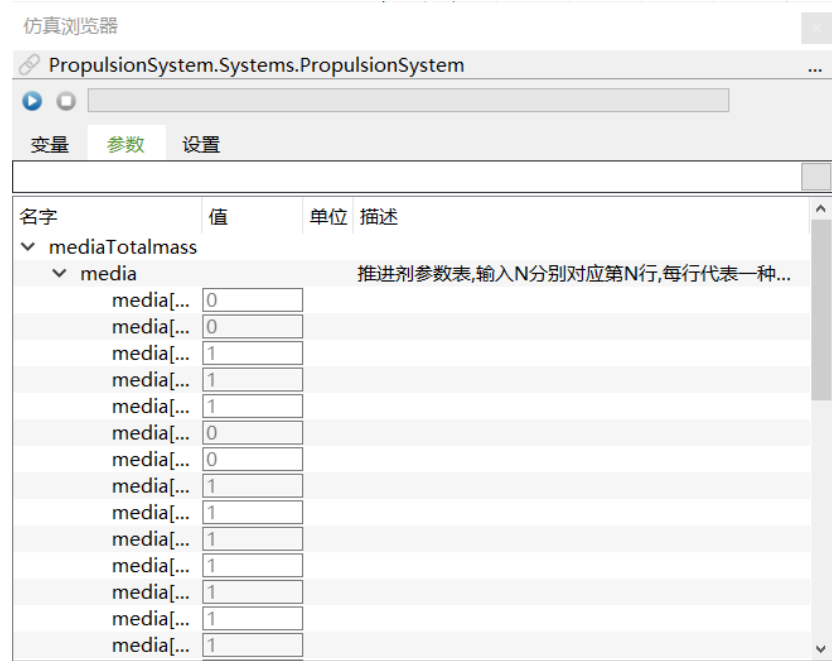 仿真浏览器
PropulsionSystem.Systems.PropulsionSystem ...
变量 参数 设置
名字 值 单位 描述
mediaTotalmass
media 推进剂参数表,输入N分别对应第N行,每行代表一种...
media[... 0
media[... 0
media[... 1
media[... 1
media[... 1
media[... 0
media[... 0
media[... 1
media[... 1
media[... 1
media[... 1
media[... 1
media[... 1
media[... 1